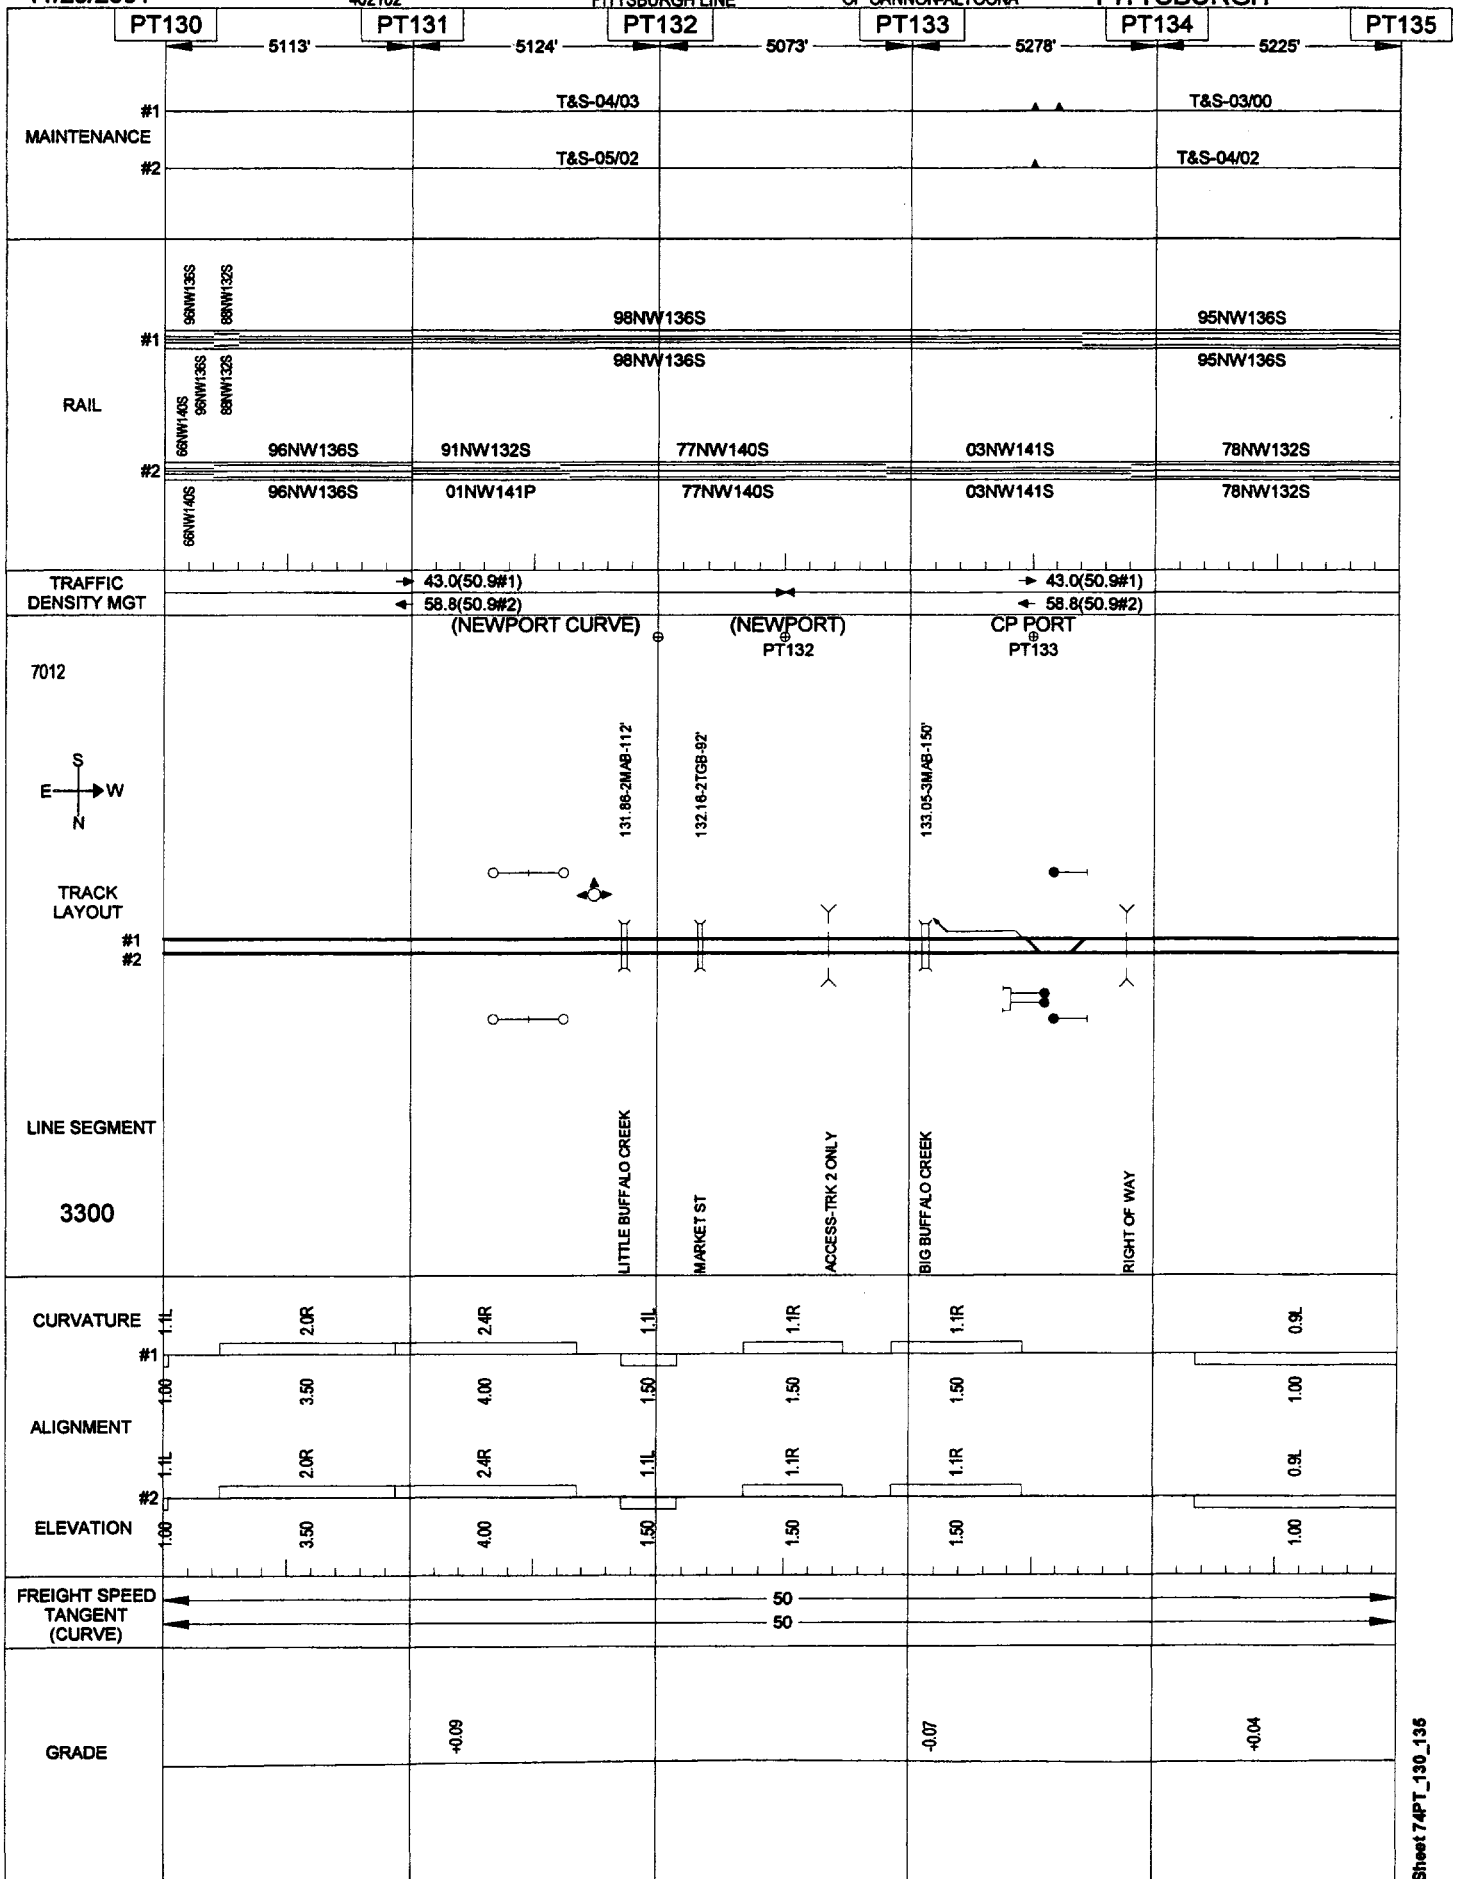 402102 PITTSBURGH LINE CP CANNON-ALTOONA PITTSBURGH
PT130 PT131 PT132 PT133 PT134 PT135
5113' 5124' 5073' 5278' 5225'
#1 T&S-04/03 T&S-03/00
MAINTENANCE
#2 T&S-05/02 T&S-04/02
96NW136S 88NW132S
98NW136S 95NW136S
#1
98NW136S 95NW136S
96NW136S 88NW132S
RAIL
66NW140S
96NW136S 91NW132S 77NW140S 03NW141S 78NW132S
#2
96NW136S 01NW141P 77NW140S 03NW141S 78NW132S
66NW140S
TRAFFIC 43.0(50.9#1) 43.0(50.9#1)
DENSITY MGT 58.8(50.9#2) 58.8(50.9#2)
(NEWPORT CURVE) (NEWPORT) CP PORT
PT132 PT133
7012
S
E W
N
131.86-2MAB-112'
132.16-2TGB-92'
133.05-3MAB-150'
TRACK
LAYOUT
#1
#2
LINE SEGMENT
3300
LITTLE BUFFALO CREEK
MARKET ST
ACCESS-TRK 2 ONLY
BIG BUFFALO CREEK
RIGHT OF WAY
CURVATURE 1.1L 2.0R 2.4R 1.1L 1.1R 1.1R 0.9L
#1
1.00 3.50 4.00 1.50 1.50 1.50 1.00
ALIGNMENT
1.1L 2.0R 2.4R 1.1L 1.1R 1.1R 0.9L
#2
ELEVATION 1.00 3.50 4.00 1.50 1.50 1.50 1.00
FREIGHT SPEED 50
TANGENT 50
(CURVE)
GRADE +0.09 -0.07 +0.04
Sheet 74PT_130_135